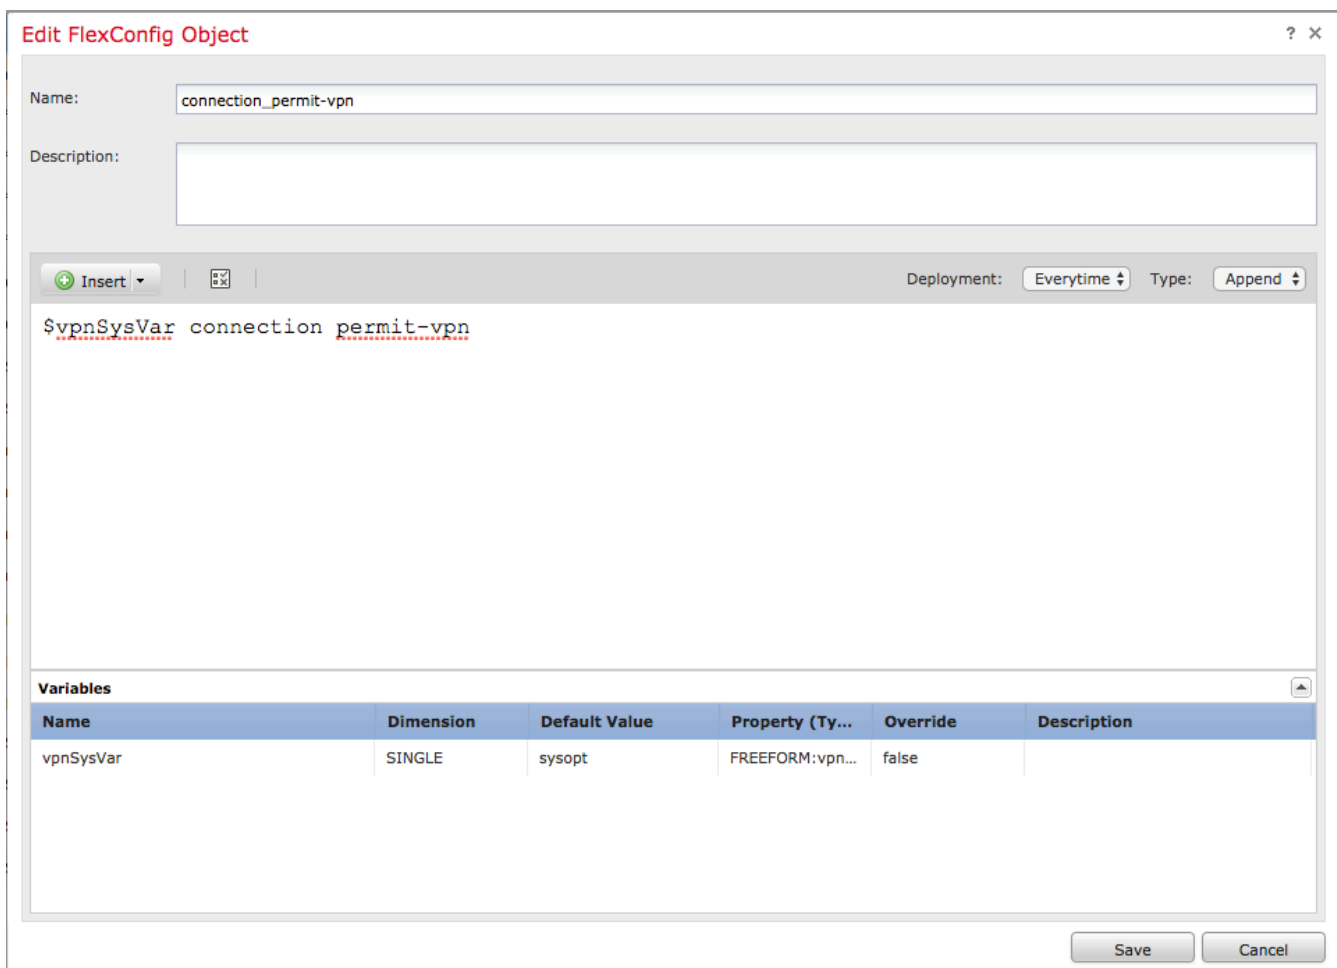 Edit FlexConfig Object ? ×
Name: connection_permit-vpn
Description:
Insert Deployment: Everytime Type: Append
$vpnSysVar connection permit-vpn
Variables
Name Dimension Default Value Property (Ty... Override Description
vpnSysVar SINGLE sysopt FREEFORM:vpn... false
Save Cancel